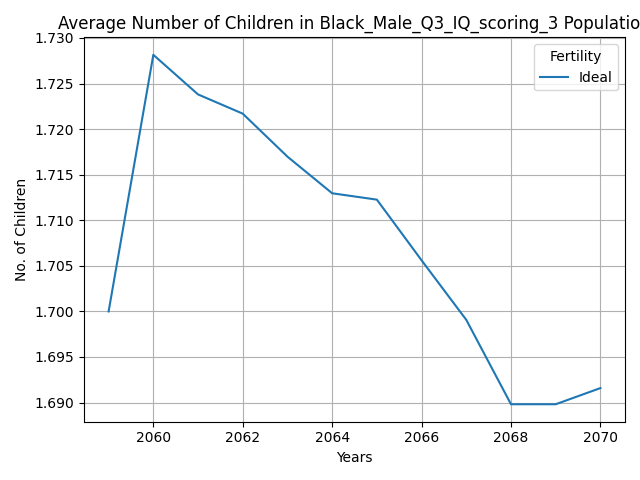 Average Number of Children in Black_Male_Q3_IQ_scoring_3 Populatio
1.730
1.725
1.720
1.715
1.710
1.705
1.700
1.695
1.690
No. of Children
Fertility
Ideal
2060 2062 2064 2066 2068 2070
Years